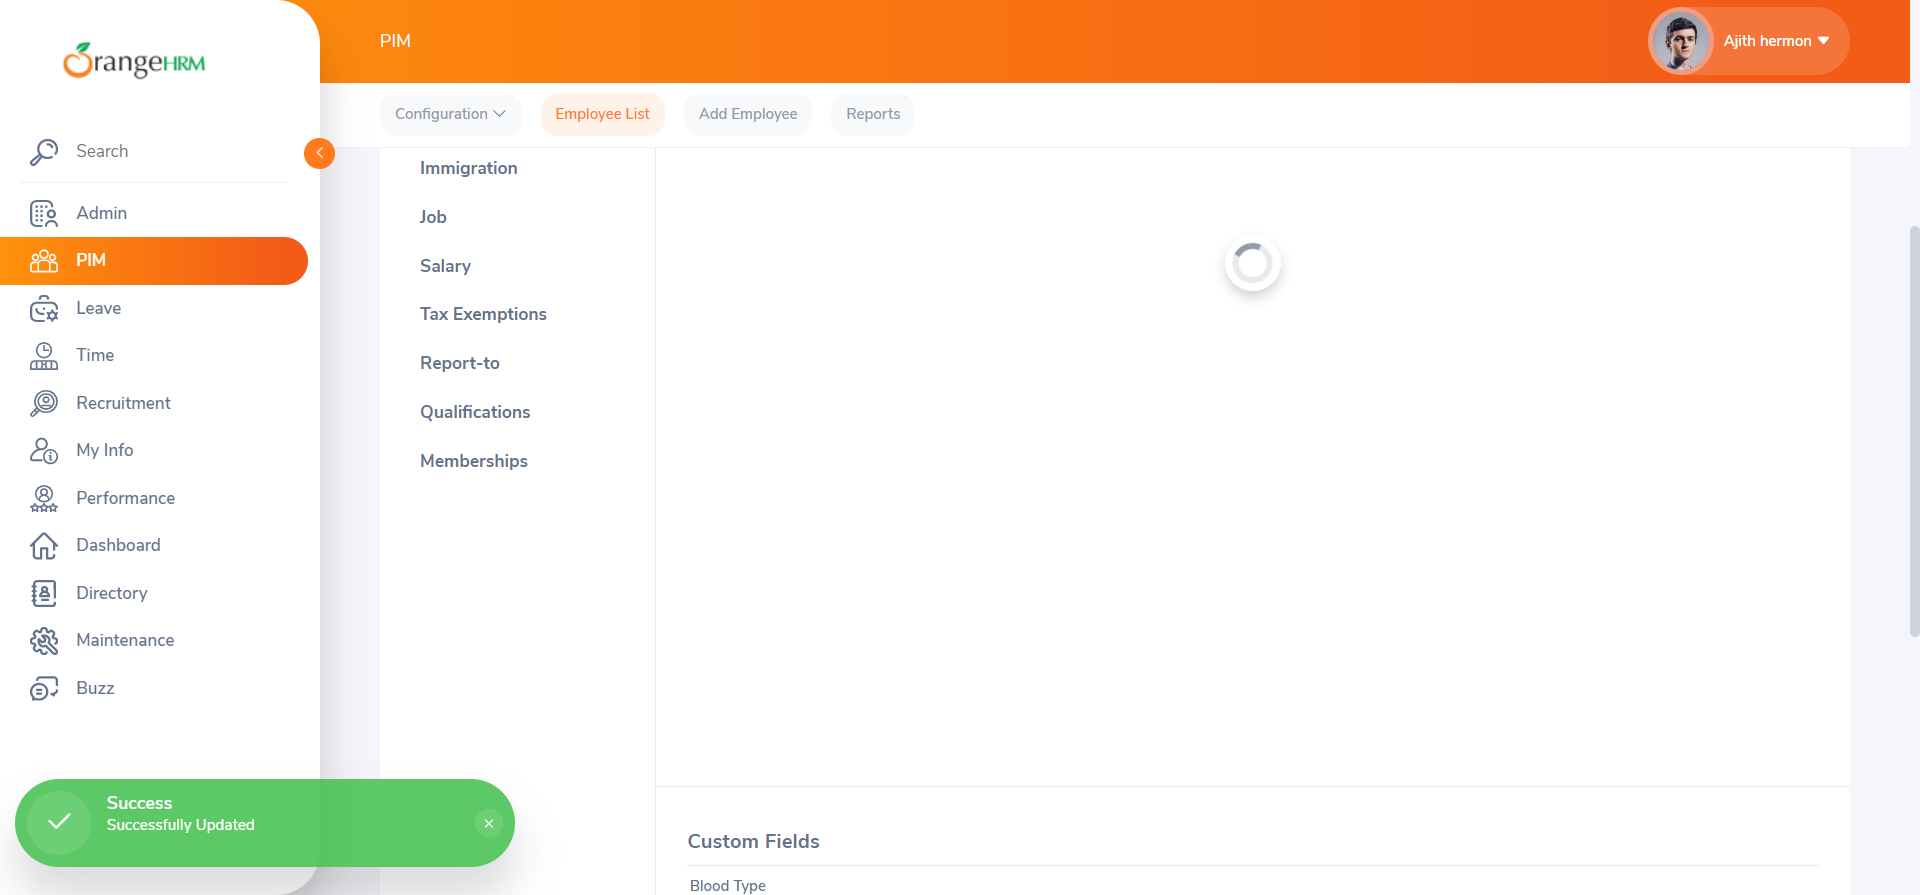 OrangeHRM
PIM
Ajith hermon
Configuration
Employee List
Add Employee
Reports
Search
Admin
PIM
Leave
Time
Recruitment
My Info
Performance
Dashboard
Directory
Maintenance
Buzz
Immigration
Job
Salary
Tax Exemptions
Report-to
Qualifications
Memberships
Custom Fields
Blood Type
Success
Successfully Updated